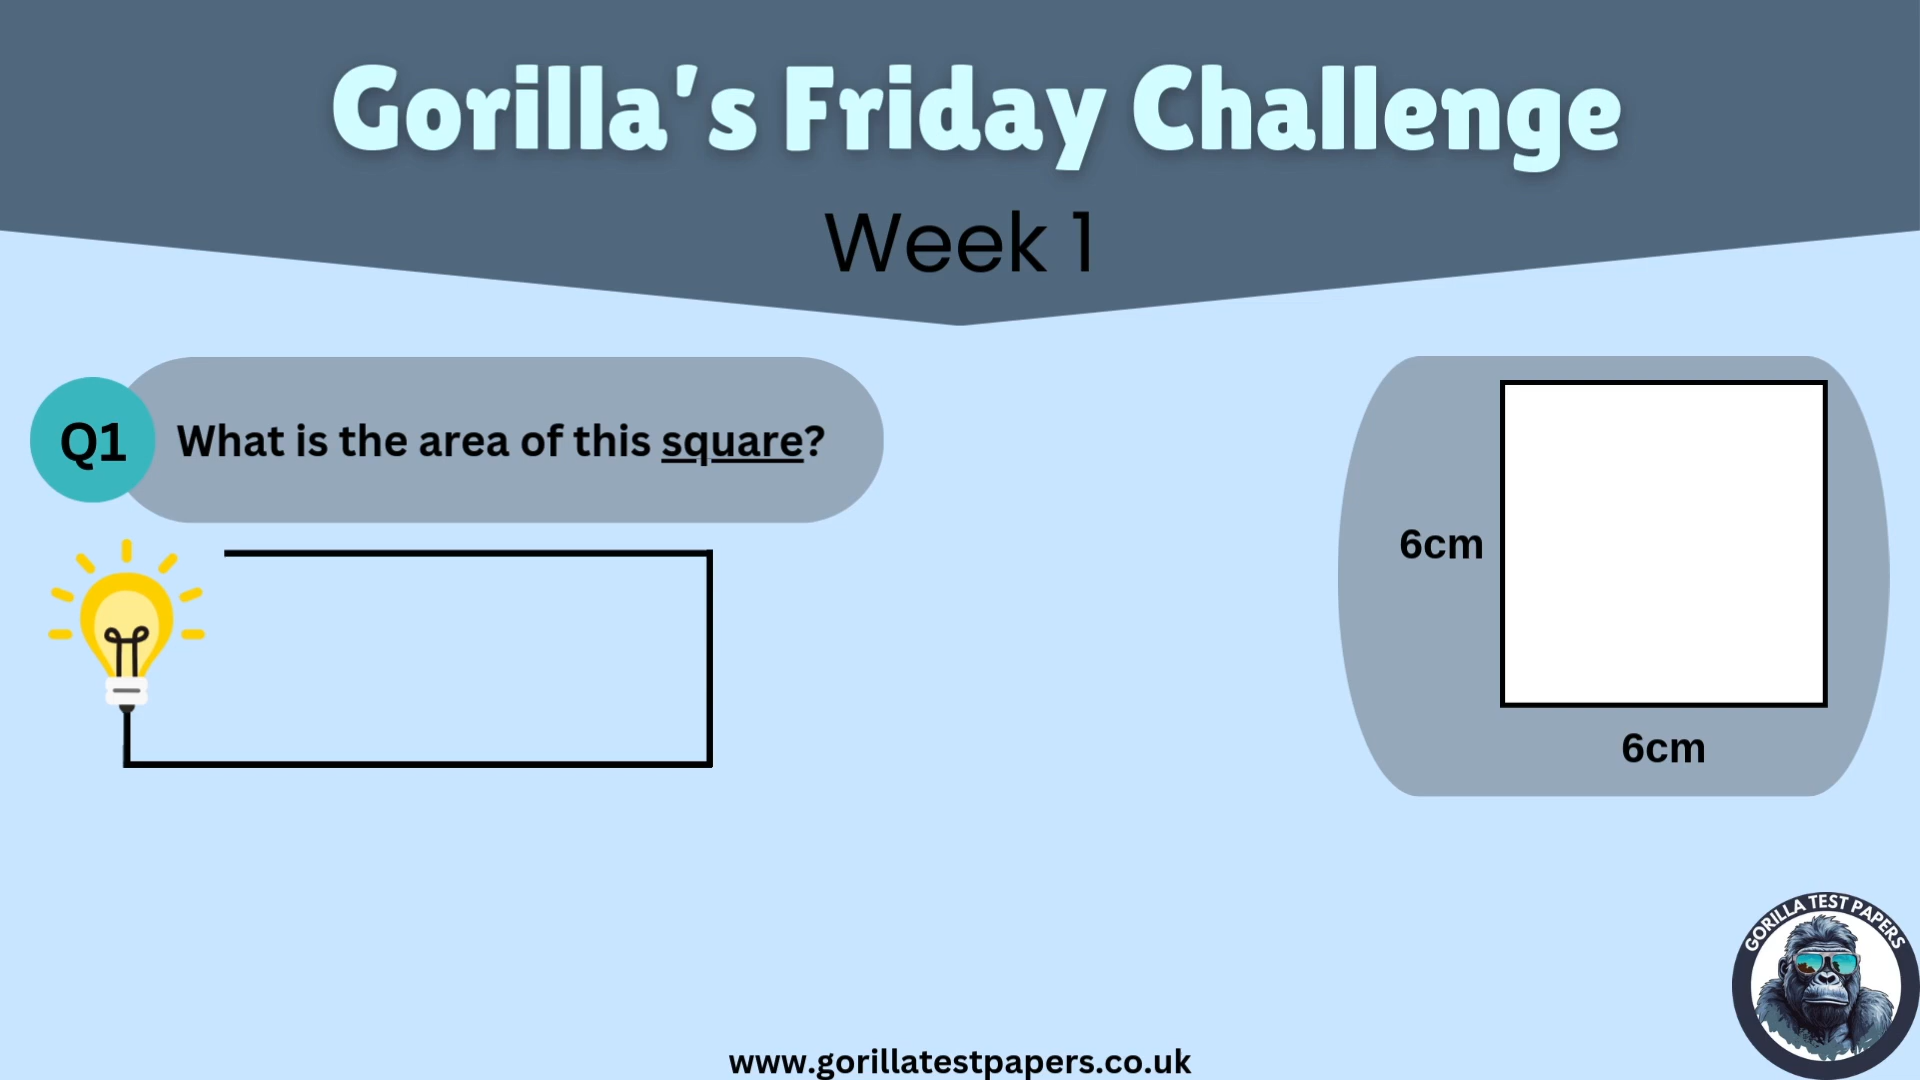 Gorilla's Friday Challenge
Week 1
Q1
What is the area of this square?
6cm
6cm
GORILLA TEST PAPERS
www.gorillatestpapers.co.uk